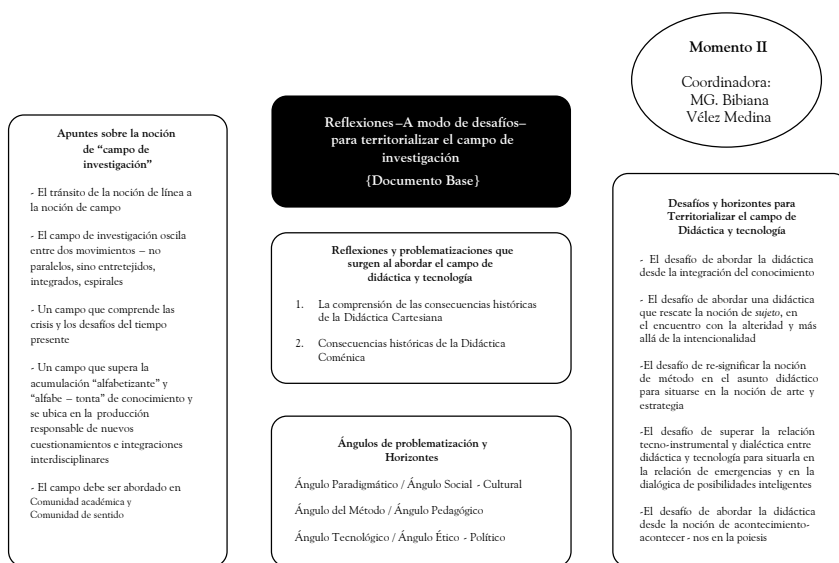 Momento II
Coordinadora:
MG. Bibiana
Vélez Medina
Reflexiones –A modo de desafíos–
para territorializar el campo de
investigación
{Documento Base}
Apuntes sobre la noción
de “campo de
investigación”
- El tránsito de la noción de línea a
la noción de campo
- El campo de investigación oscila
entre dos movimientos – no
paralelos, sino entretejidos,
integrados, espirales
- Un campo que comprende las
crisis y los desafíos del tiempo
presente
- Un campo que supera la
acumulación “alfabetizante” y
“alfabe – tonta” de conocimiento y
se ubica en la producción
responsable de nuevos
cuestionamientos e integraciones
interdisciplinares
- El campo debe ser abordado en
Comunidad académica y
Comunidad de sentido
Reflexiones y problematizaciones que
surgen al abordar el campo de
didáctica y tecnología
1. La comprensión de las consecuencias históricas
de la Didáctica Cartesiana
2. Consecuencias históricas de la Didáctica
Coménica
Ángulos de problematización y
Horizontes
Ángulo Paradigmático / Ángulo Social - Cultural
Ángulo del Método / Ángulo Pedagógico
Ángulo Tecnológico / Ángulo Ético - Político
Desafíos y horizontes para
Territorializar el campo de
Didáctica y tecnología
- El desafío de abordar la didáctica
desde la integración del conocimiento
- El desafío de abordar una didáctica
que rescate la noción de sujeto, en
el encuentro con la alteridad y más
allá de la intencionalidad
-El desafío de re-significar la noción
de método en el asunto didáctico
para situarse en la noción de arte y
estrategia
-El desafío de superar la relación
tecno-instrumental y dialéctica entre
didáctica y tecnología para situarla en
la relación de emergencias y en la
dialógica de posibilidades inteligentes
-El desafío de abordar la didáctica
desde la noción de acontecimiento-
acontecer - nos en la poiesis